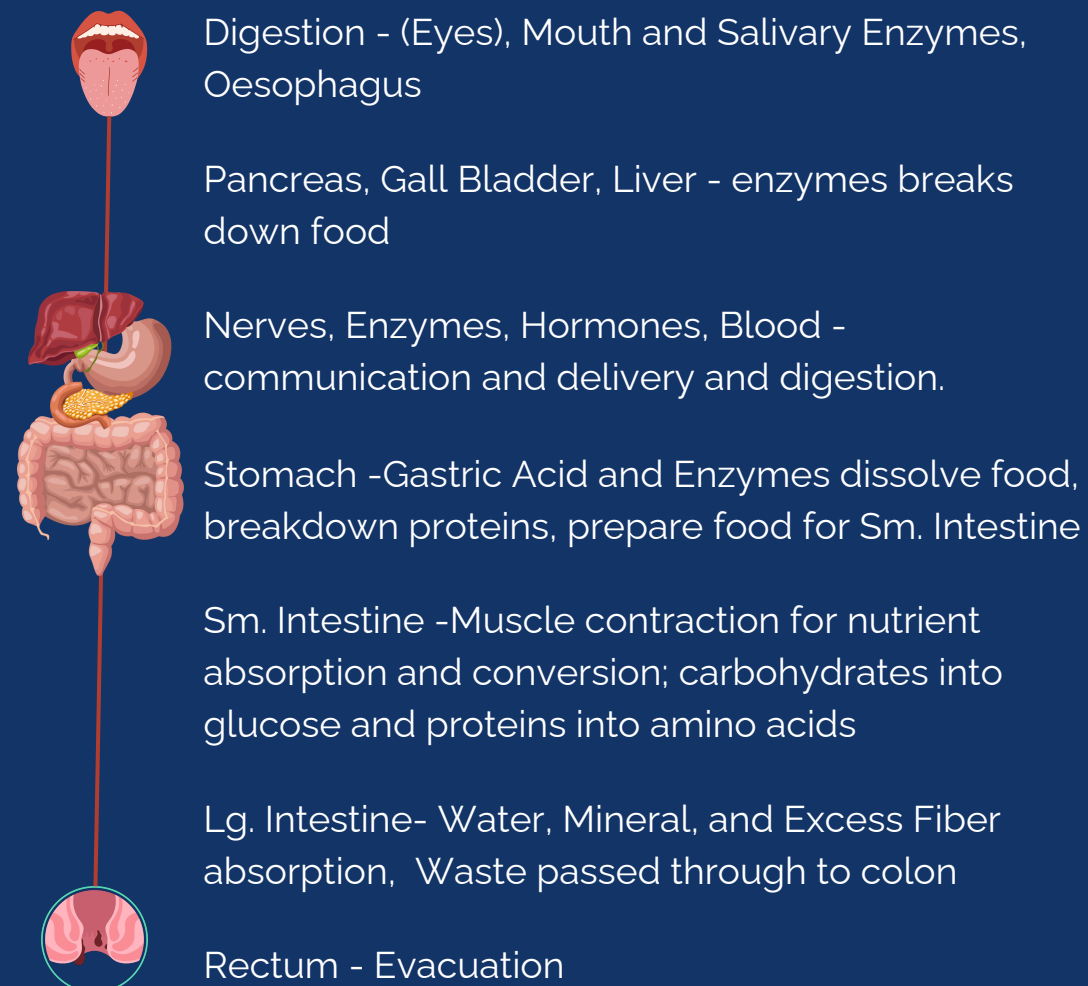 Digestion - (Eyes), Mouth and Salivary Enzymes,
Oesophagus
Pancreas, Gall Bladder, Liver - enzymes breaks
down food
Nerves, Enzymes, Hormones, Blood -
communication and delivery and digestion.
Stomach -Gastric Acid and Enzymes dissolve food,
breakdown proteins, prepare food for Sm. Intestine
Sm. Intestine -Muscle contraction for nutrient
absorption and conversion; carbohydrates into
glucose and proteins into amino acids
Lg. Intestine- Water, Mineral, and Excess Fiber
absorption,  Waste passed through to colon
Rectum - Evacuation